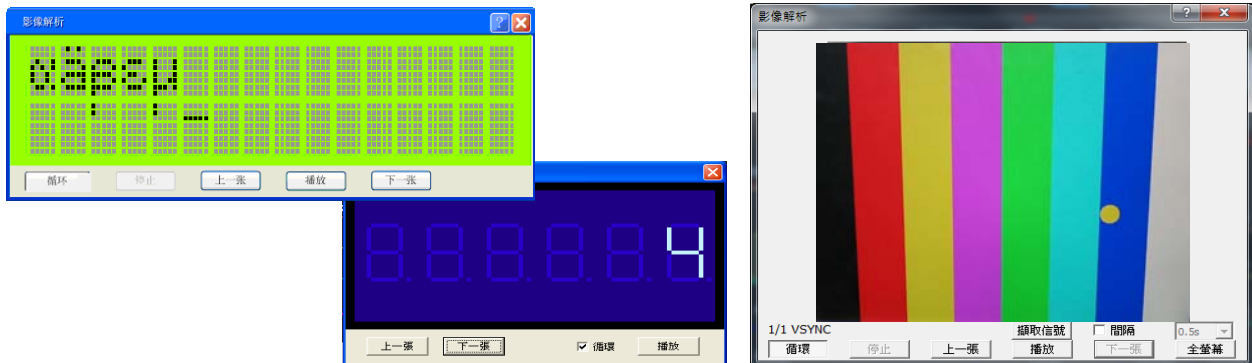 影像解析
αäρεμ_
循环 停止 上一张 播放 下一张
4
上一張 下一張 循環 播放
影像解析
1/1 VSYNC 擷取信號 間隔 0.5s
循環 停止 上一張 播放 下一張 全螢幕